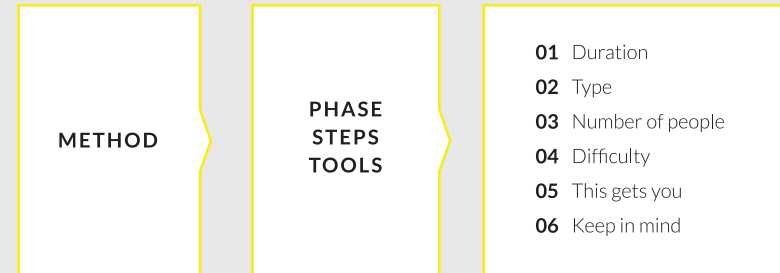 METHOD
PHASE
STEPS
TOOLS
01 Duration
02 Type
03 Number of people
04 Difficulty
05 This gets you
06 Keep in mind